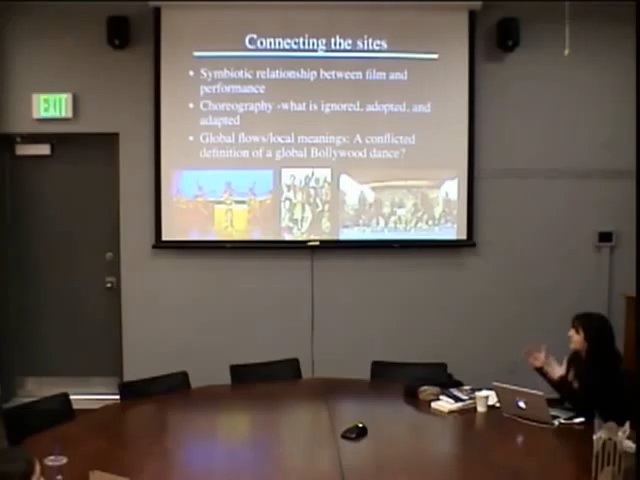 Connecting the sites
• Symbiotic relationship between film and
performance
• Choreography -what is ignored, adopted, and
adapted
• Global flows/local meanings: A conflicted
definition of a global Bollywood dance?
EXIT